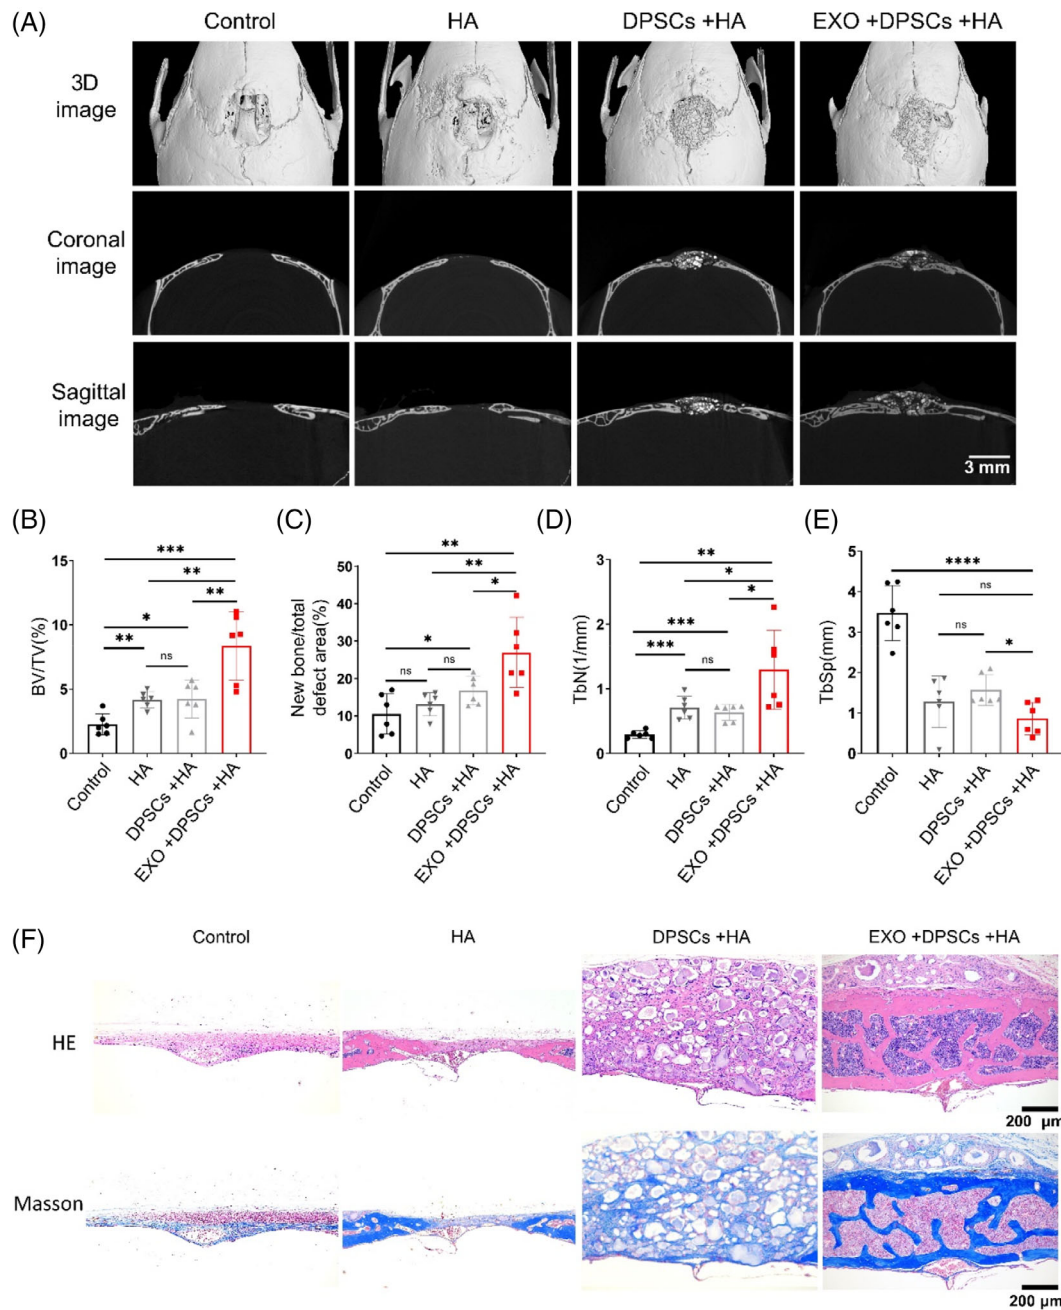 (A)
Control HA DPSCs +HA EXO +DPSCs +HA
3D
image
Coronal
image
Sagittal
image
3 mm
(B) (C) (D) (E)
BV/TV(%)
15
10
5
0
***
**
**
*
**
ns
Control
HA
DPSCs +HA
EXO +DPSCs +HA
New bone/total
defect area(%)
50
40
30
20
10
0
**
**
*
*
ns
ns
Control
HA
DPSCs +HA
EXO +DPSCs +HA
TbN(1/mm)
3
2
1
0
**
*
*
***
***
ns
Control
HA
DPSCs +HA
EXO +DPSCs +HA
TbSp(mm)
5
4
3
2
1
0
****
ns
ns
*
Control
HA
DPSCs +HA
EXO +DPSCs +HA
(F)
Control HA DPSCs +HA EXO +DPSCs +HA
HE
200 μm
Masson
200 μm